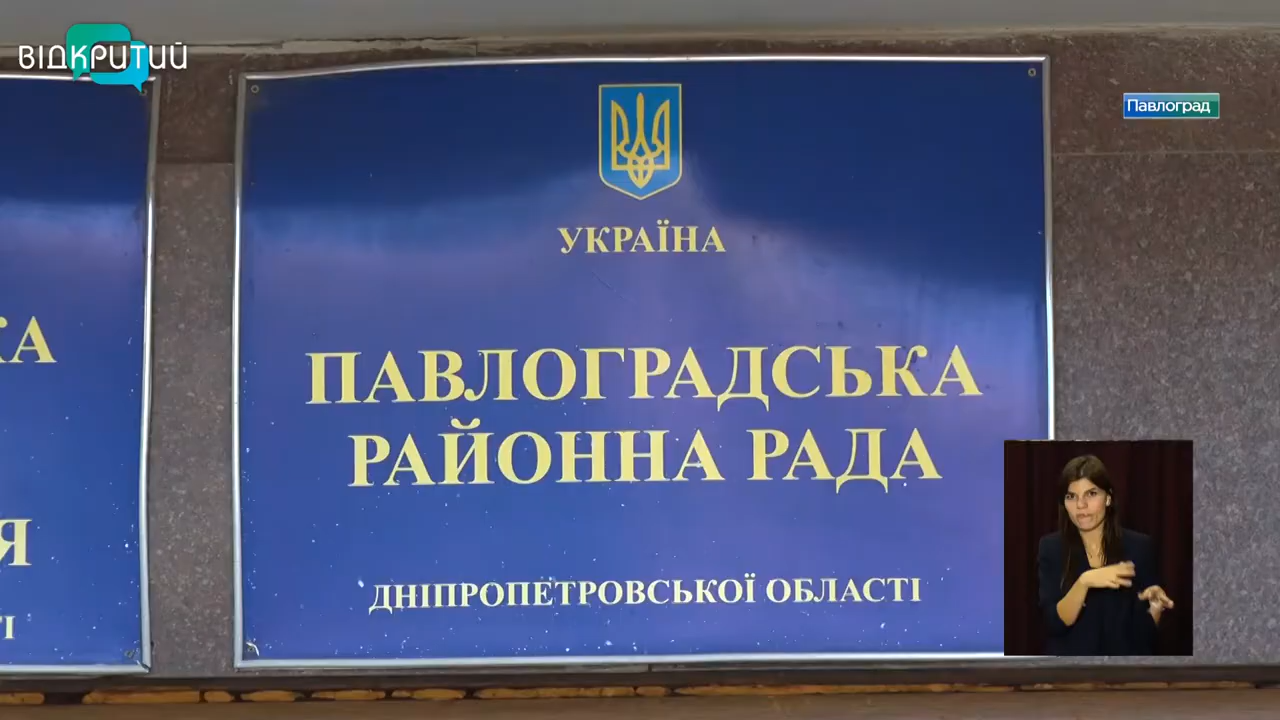 ВІДКРИТИЙ
Павлоград
УКРАЇНА
ПАВЛОГРАДСЬКА
РАЙОННА РАДА
ДНІПРОПЕТРОВСЬКОЇ ОБЛАСТІ